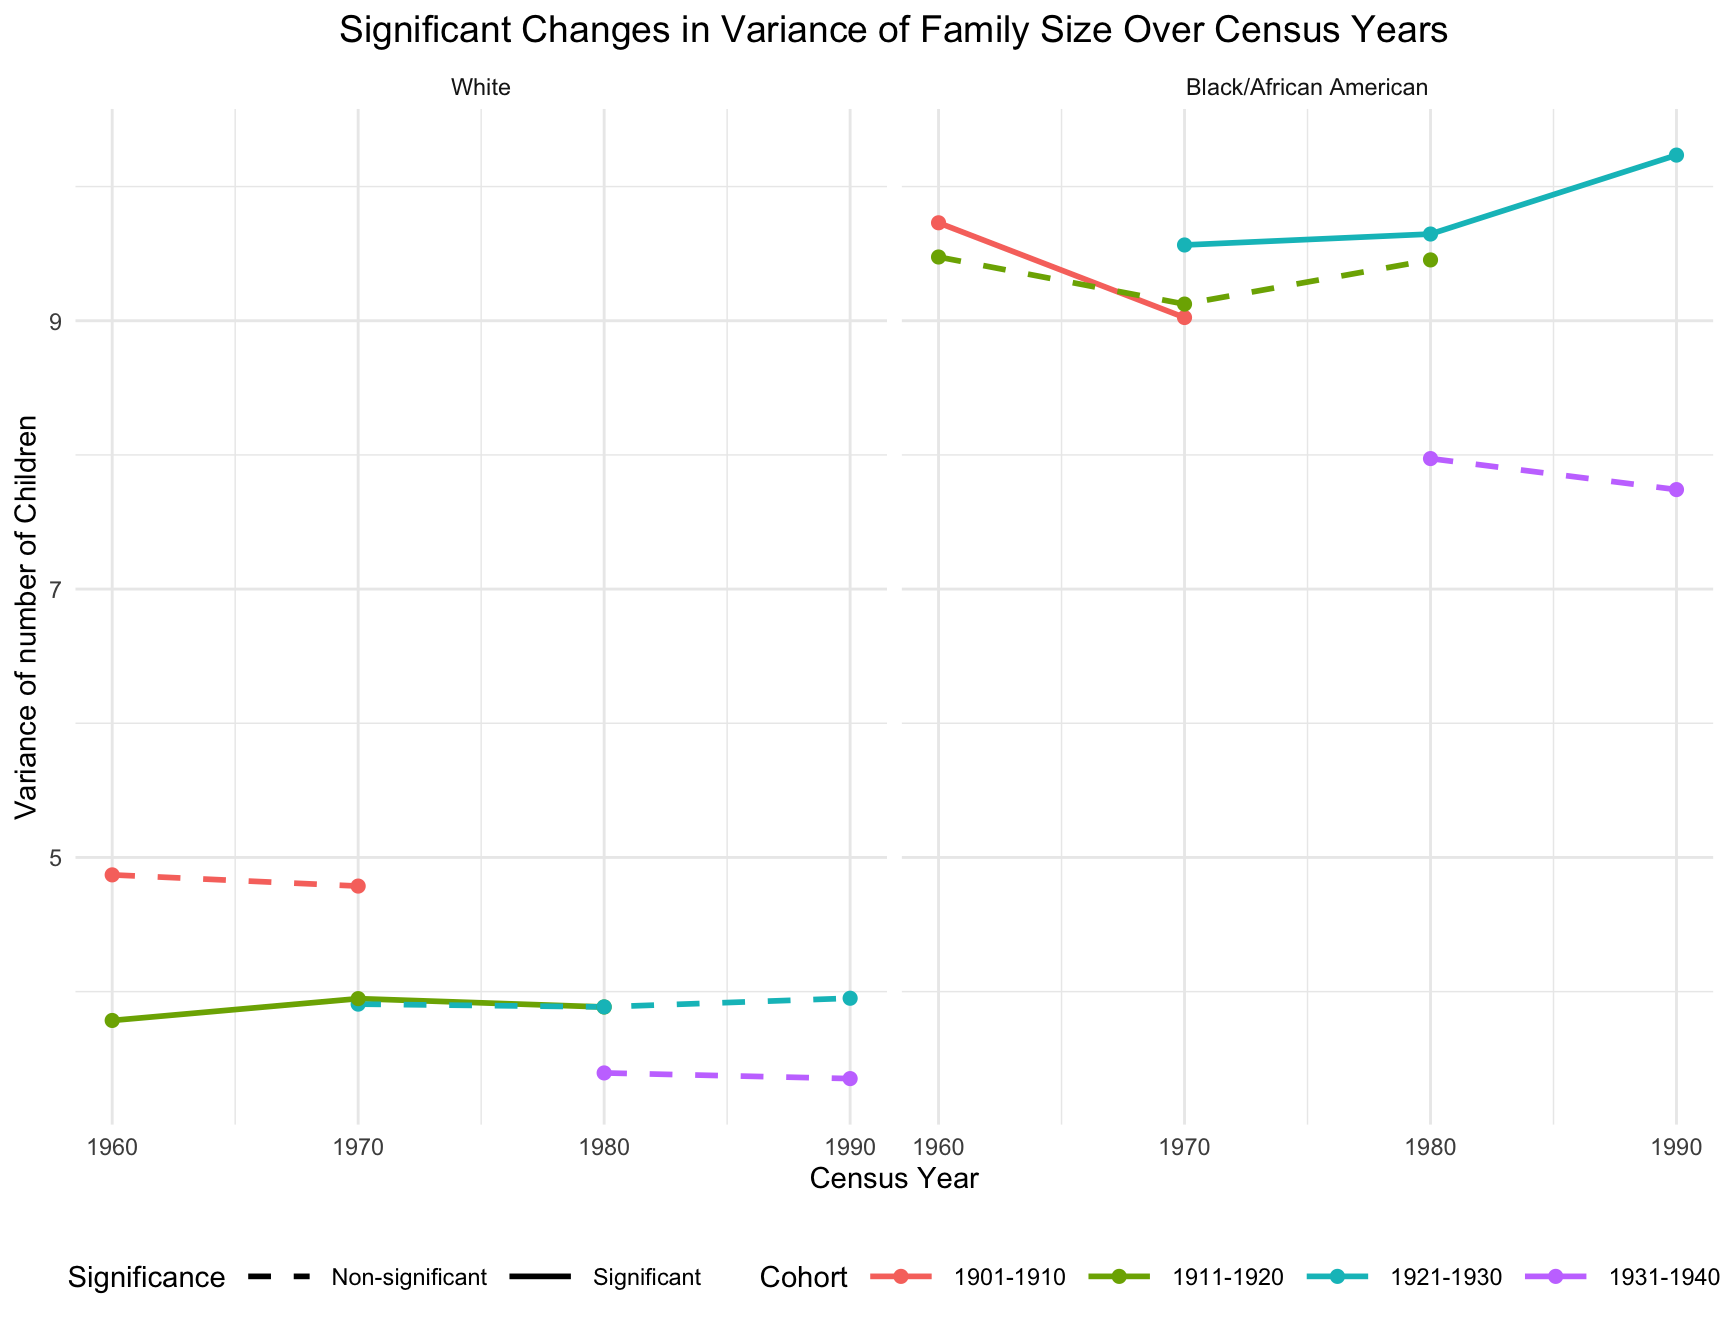 Significant Changes in Variance of Family Size Over Census Years
White
Black/African American
Variance of number of Children
9
7
5
1960 1970 1980 1990
1960 1970 1980 1990
Census Year
Significance Non-significant Significant Cohort 1901-1910 1911-1920 1921-1930 1931-1940